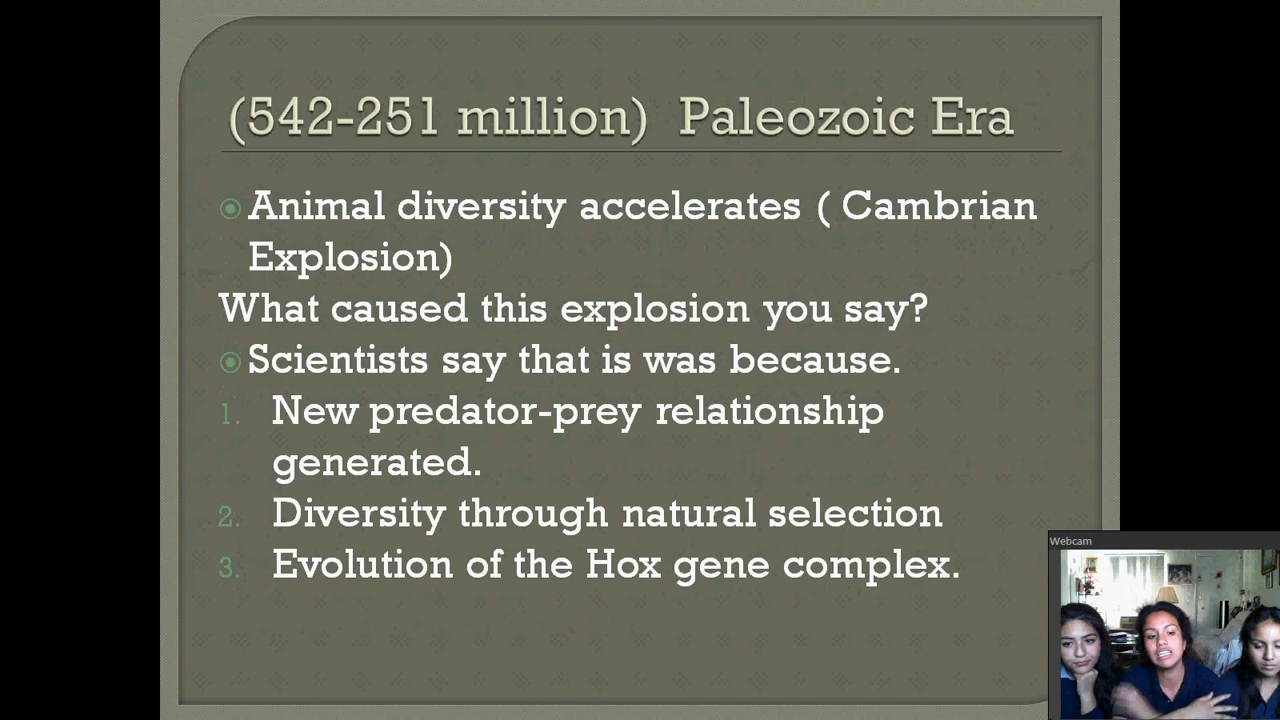 (542-251 million) Paleozoic Era
Animal diversity accelerates ( Cambrian
Explosion)
What caused this explosion you say?
Scientists say that is was because.
1. New predator-prey relationship
generated.
2. Diversity through natural selection
3. Evolution of the Hox gene complex.
Webcam